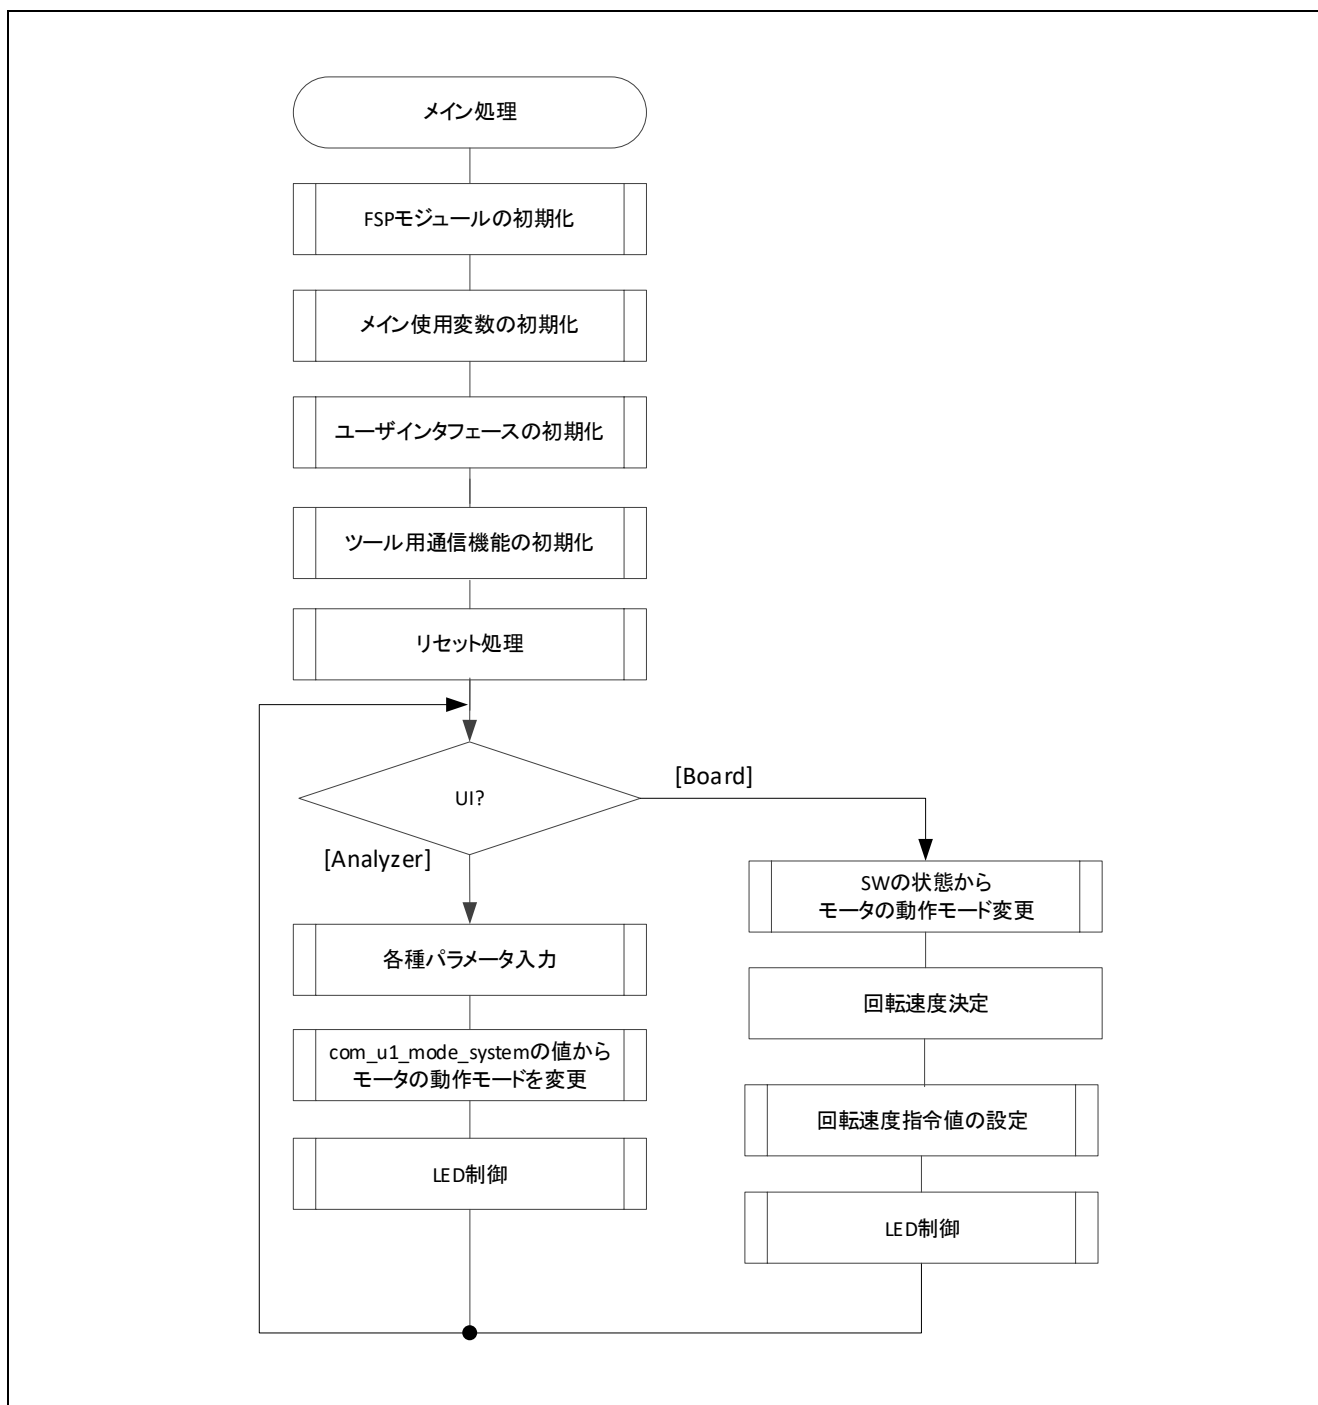 メイン処理
FSPモジュールの初期化
メイン使用変数の初期化
ユーザインタフェースの初期化
ツール用通信機能の初期化
リセット処理
UI?
[Board]
[Analyzer]
各種パラメータ入力
com_u1_mode_systemの値から
モータの動作モードを変更
LED制御
SWの状態から
モータの動作モード変更
回転速度決定
回転速度指令値の設定
LED制御